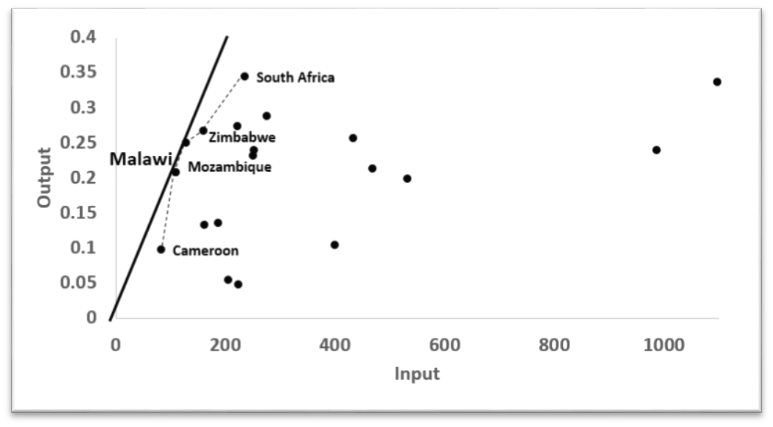 0.4
0.35
0.3
0.25
0.2
0.15
0.1
0.05
0
Output
South Africa
Zimbabwe
Malawi
Mozambique
Cameroon
0 200 400 600 800 1000
Input